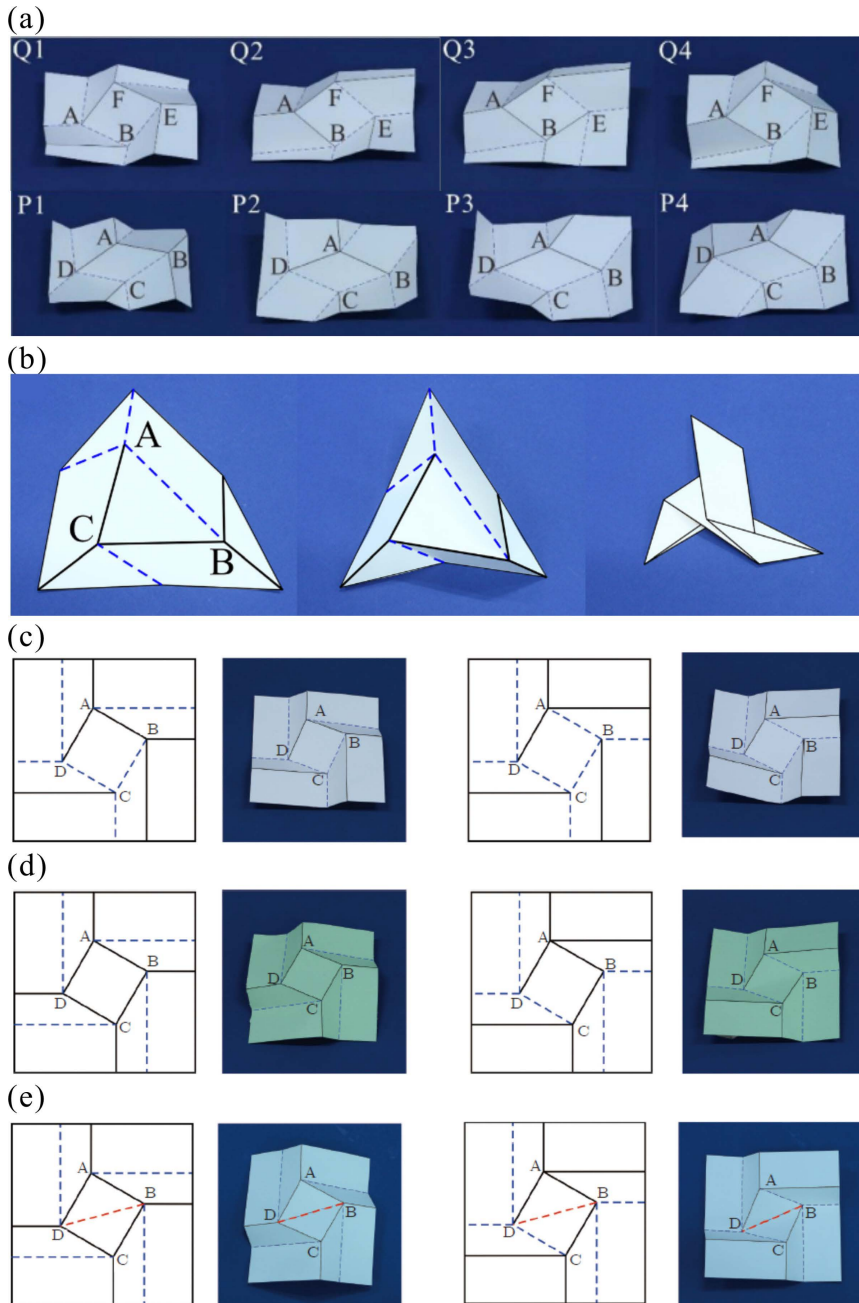 (a)
Q1 Q2 Q3 Q4
A F B E A F B E A F B E A F B E
P1 P2 P3 P4
A D B C A D B C A D B C A D B C
(b)
A
C
B
(c)
A B D C A B D C A B D C A B D C
(d)
A B D C A B D C A B D C A B D C
(e)
A B D C A B D C A B D C A B D C